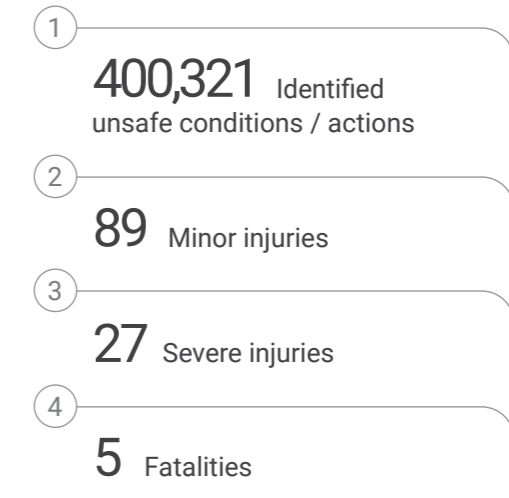 1
400,321 Identified
unsafe conditions / actions
2
89 Minor injuries
3
27 Severe injuries
4
5 Fatalities